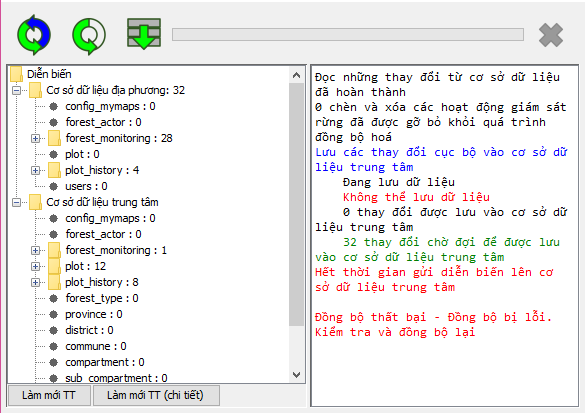 Diễn biến
Cơ sở dữ liệu địa phương: 32
config_mymaps : 0
forest_actor : 0
forest_monitoring : 28
plot : 0
plot_history : 4
users : 0
Cơ sở dữ liệu trung tâm
config_mymaps : 0
forest_actor : 0
forest_monitoring : 1
plot : 12
plot_history : 8
forest_type : 0
province : 0
district : 0
commune : 0
compartment : 0
sub_compartment : 0
Làm mới TT
Làm mới TT (chi tiết)
Đọc những thay đổi từ cơ sở dữ liệu
đã hoàn thành
0 chèn và xóa các hoạt động giám sát
rừng đã được gỡ bỏ khỏi quá trình
đồng bộ hoá
Lưu các thay đổi cục bộ vào cơ sở dữ
liệu trung tâm
Đang lưu dữ liệu
Không thể lưu dữ liệu
0 thay đổi được lưu vào cơ sở dữ
liệu trung tâm
32 thay đổi chờ đợi để được lưu
vào cơ sở dữ liệu trung tâm
Hết thời gian gửi diễn biến lên cơ
sở dữ liệu trung tâm
Đồng bộ thất bại - Đồng bộ bị lỗi.
Kiểm tra và đồng bộ lại